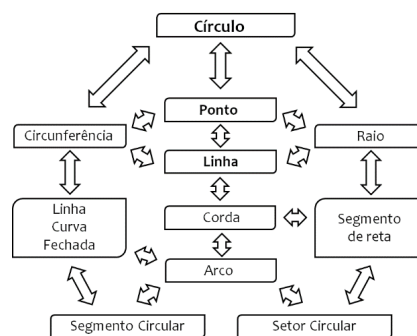 Círculo
Ponto
Circunferência
Raio
Linha
Linha
Curva
Fechada
Corda
Segmento
de reta
Arco
Segmento Circular
Setor Circular